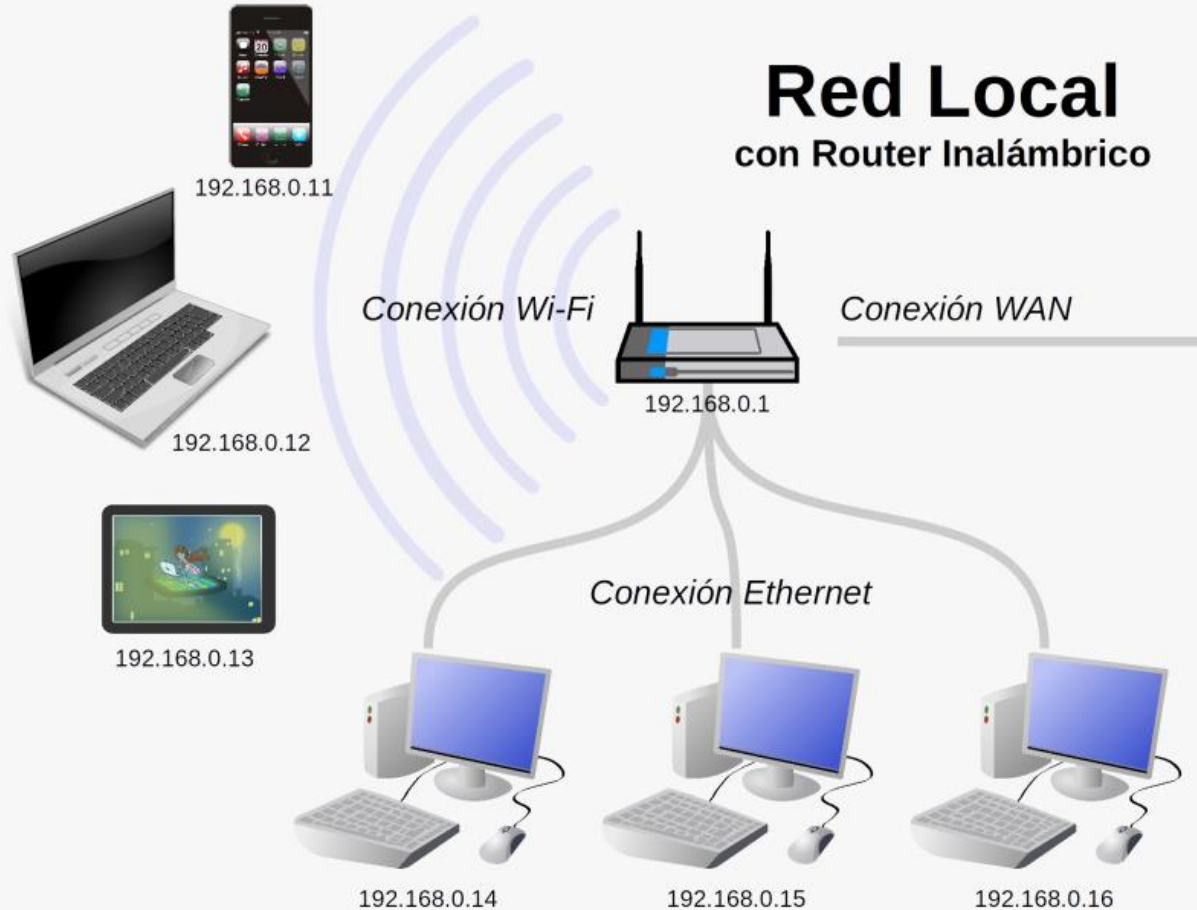 Red Local
con Router Inalámbrico
192.168.0.11
Conexión Wi-Fi
Conexión WAN
192.168.0.1
192.168.0.12
Conexión Ethernet
192.168.0.13
192.168.0.14
192.168.0.15
192.168.0.16